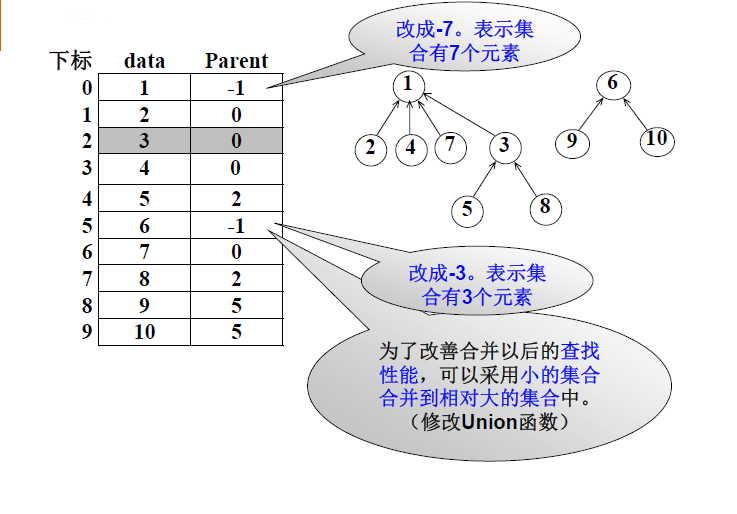 改成-7。表示集
合有7个元素
下标 data Parent
0 1 -1
1 2 0
2 3 0
3 4 0
4 5 2
5 6 -1
6 7 0
7 8 2
8 9 5
9 10 5
1 6
2 4 7 3 9 10
5 8
改成-3。表示集
合有3个元素
为了改善合并以后的查找
性能，可以采用小的集合
合并到相对大的集合中。
（修改Union函数）